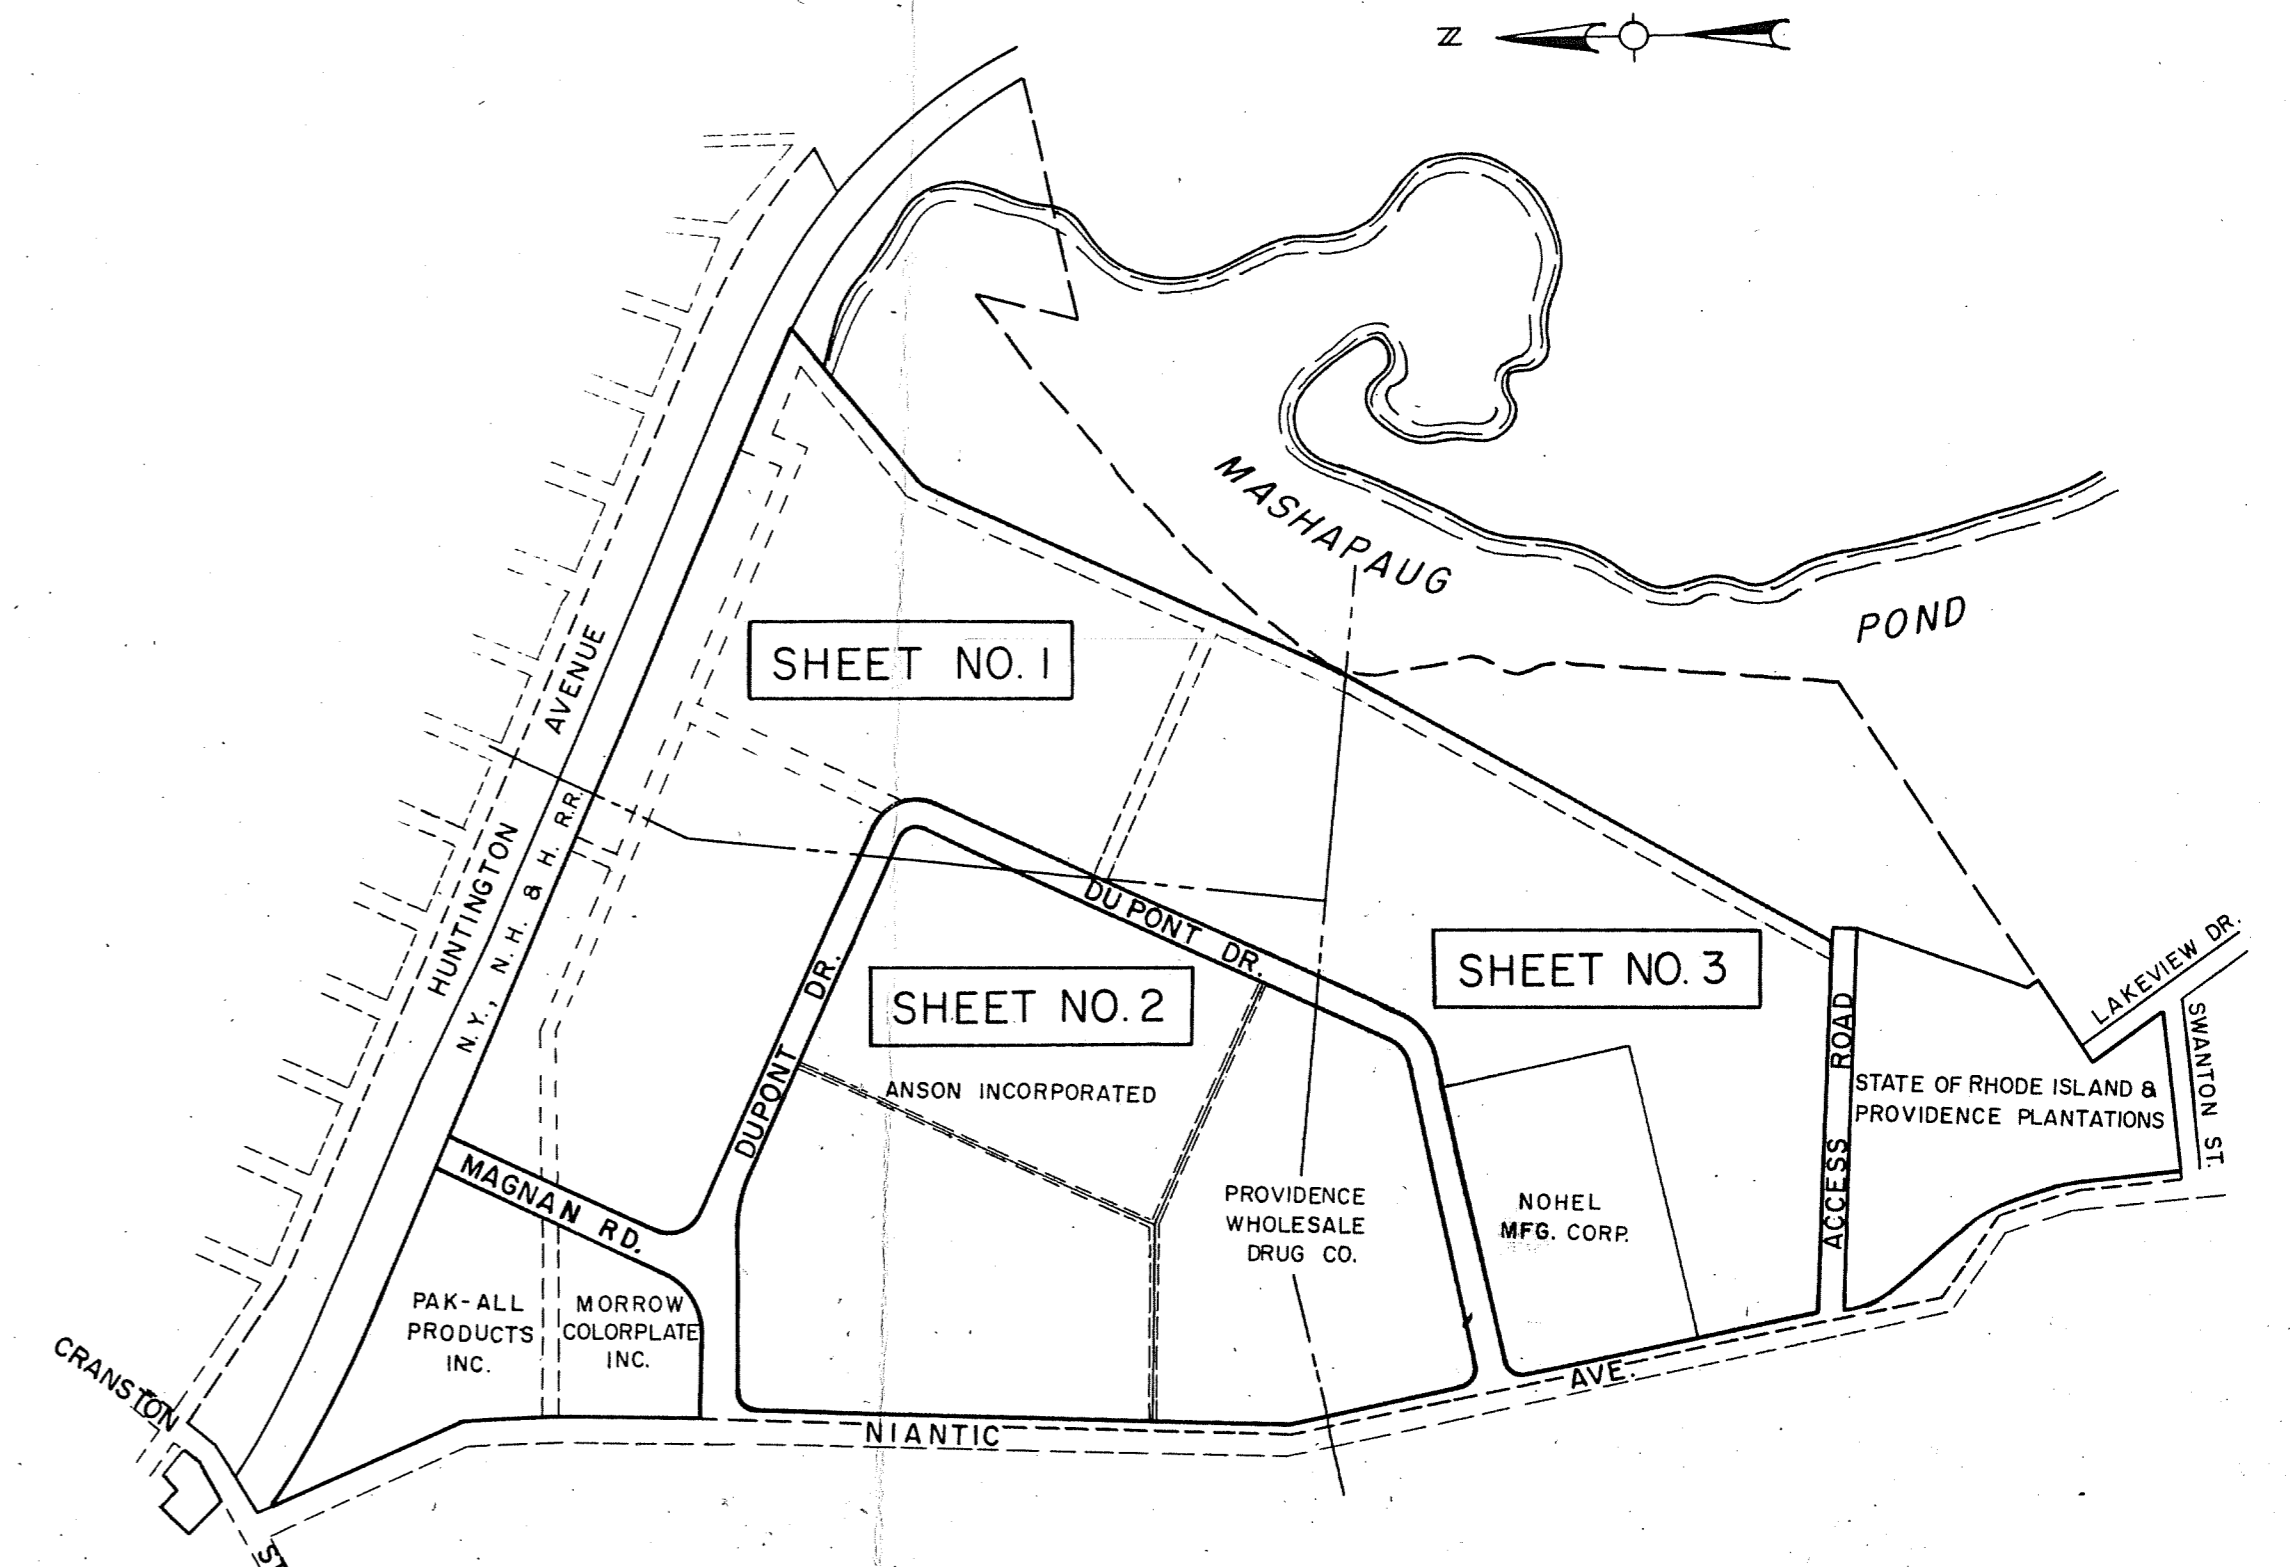 N
MASHAPAUG
POND
SHEET NO. 1
HUNTINGTON AVENUE
N. Y., N. H. & H. R.R.
DUPONT DR.
DUPONT DR.
SHEET NO. 2
SHEET NO. 3
LAKEVIEW DR.
SWANTON ST.
ACCESS ROAD
ANSON INCORPORATED
STATE OF RHODE ISLAND &
PROVIDENCE PLANTATIONS
MAGNAN RD.
PROVIDENCE
WHOLESALE
DRUG CO.
NOHEL
MFG. CORP.
PAK-ALL
PRODUCTS
INC.
MORROW
COLORPLATE
INC.
CRANSTON
ST
NIANTIC AVE.